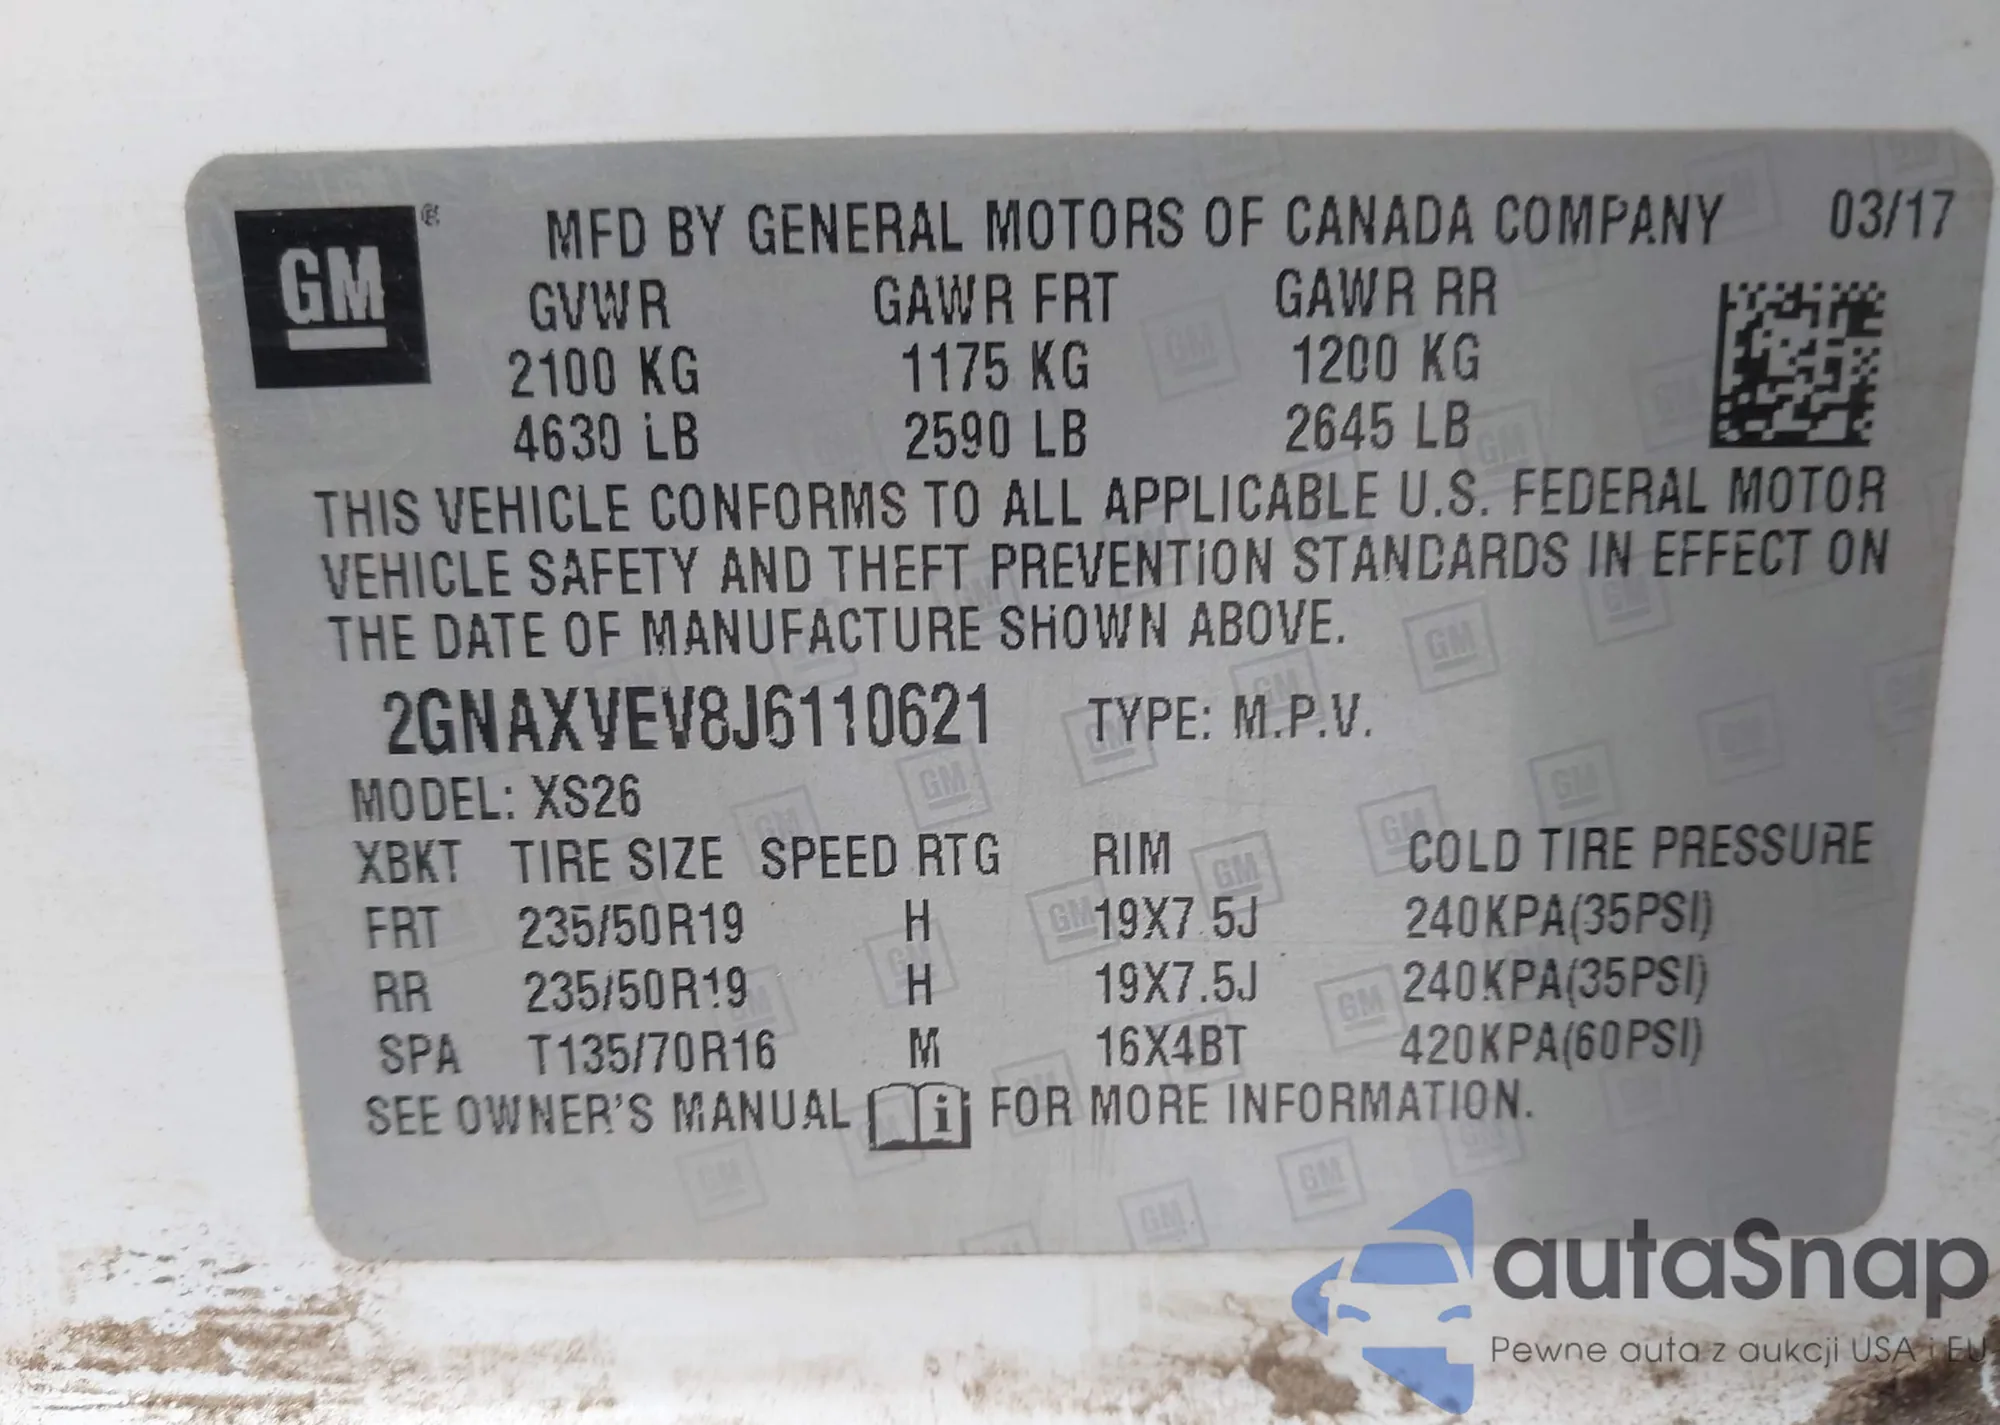 GM®
MFD BY GENERAL MOTORS OF CANADA COMPANY 03/17
GVWR GAWR FRT GAWR RR
2100 KG 1175 KG 1200 KG
4630 LB 2590 LB 2645 LB
THIS VEHICLE CONFORMS TO ALL APPLICABLE U.S. FEDERAL MOTOR
VEHICLE SAFETY AND THEFT PREVENTION STANDARDS IN EFFECT ON
THE DATE OF MANUFACTURE SHOWN ABOVE.
2GNAXVEV8J6110621 TYPE: M.P.V.
MODEL: XS26
XBKT TIRE SIZE SPEED RTG RIM COLD TIRE PRESSURE
FRT 235/50R19 H 19X7.5J 240KPA(35PSI)
RR 235/50R19 H 19X7.5J 240KPA(35PSI)
SPA T135/70R16 M 16X4BT 420KPA(60PSI)
SEE OWNER'S MANUAL i FOR MORE INFORMATION.
autaSnap
Pewne auta z aukcji USA i EU